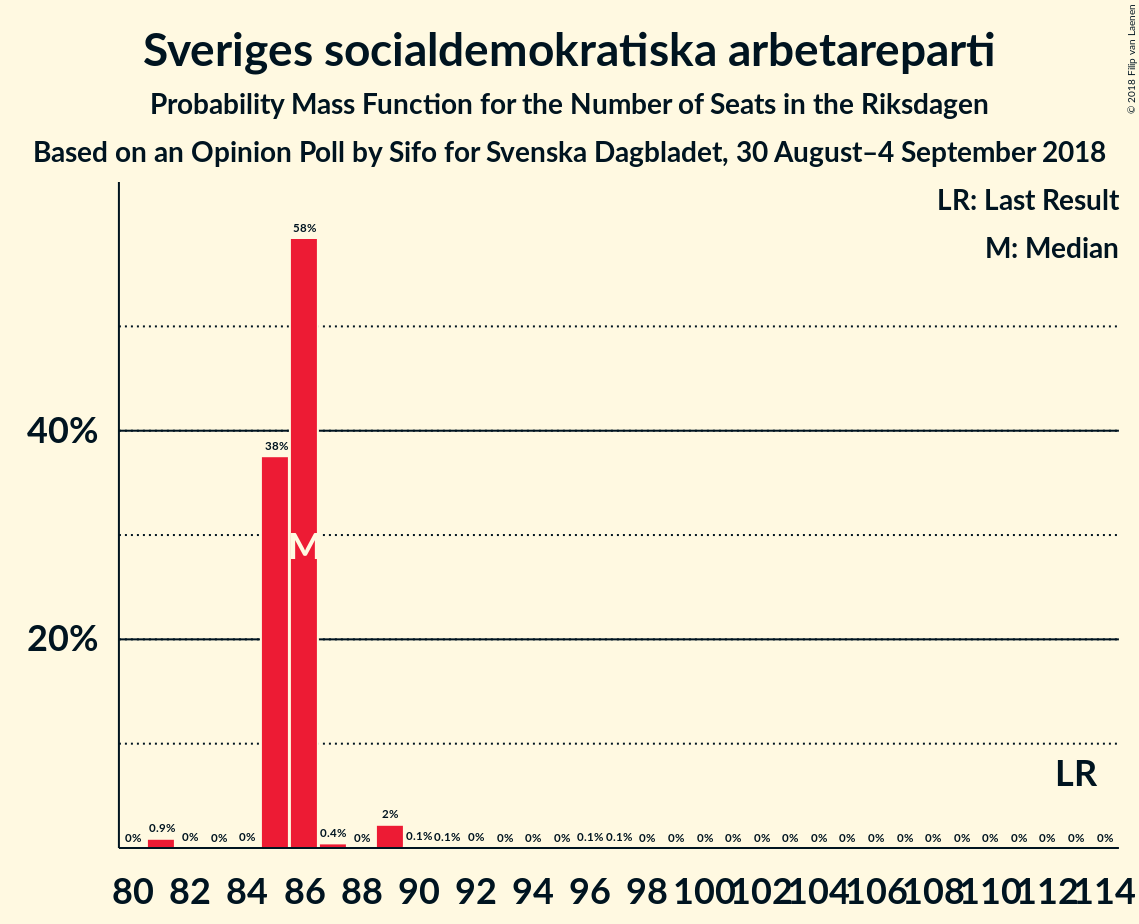 Sveriges socialdemokratiska arbetareparti
Probability Mass Function for the Number of Seats in the Riksdagen
Based on an Opinion Poll by Sifo for Svenska Dagbladet, 30 August–4 September 2018
© 2018 Filip van Laenen
LR: Last Result
M: Median
40%
20%
0% 0.9% 0% 0% 0% 38% 58% 0.4% 0% 2% 0.1% 0.1% 0% 0% 0% 0% 0.1% 0.1% 0% 0% 0% 0% 0% 0% 0% 0% 0% 0% 0% 0% 0% 0% 0% 0% 0%
M
LR
80 82 84 86 88 90 92 94 96 98 100 102 104 106 108 110 112 114